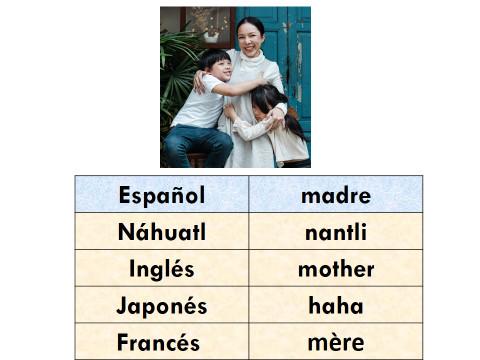 Español madre
Náhuatl nantli
Inglés mother
Japonés haha
Francés mère